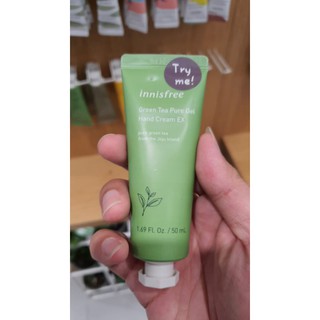 Try
me!
innisfree
Green Tea Pure Gel
Hand Cream EX
1.69 FL. Oz. / 50 mL